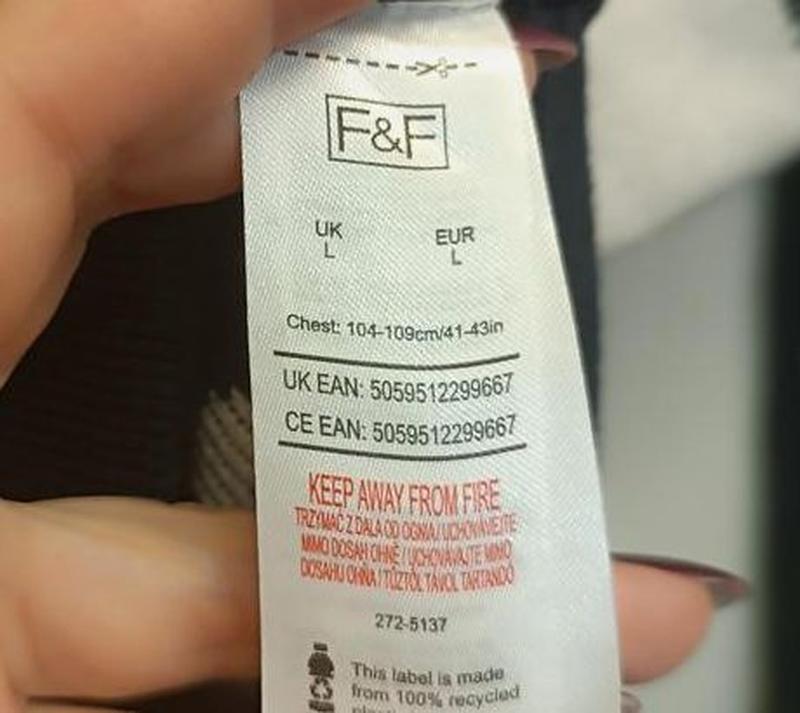 F&F
UK EUR
L L
Chest: 104-109cm/41-43in
UK EAN: 5059512299667
CE EAN: 5059512299667
KEEP AWAY FROM FIRE
TRZYMAĆ Z DALA OD OGNIA / UCHOVÁVEJTE
MIMO DOSAH OHNĚ / UCHOVÁVAJTE MIMO
DOSAHU OHŇA / TŰZTŐL TÁVOL TARTANDÓ
272-5137
This label is made
from 100% recycled